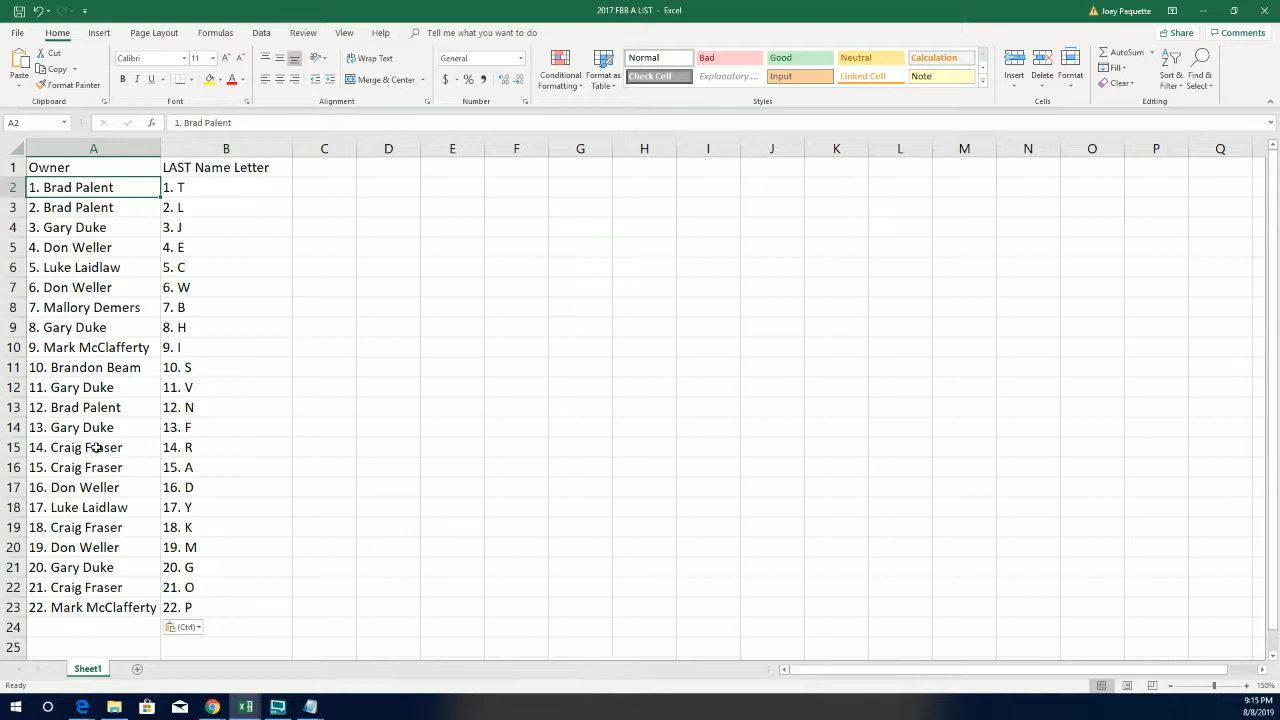 2017 FBB A LIST - Excel
Joey Paquette
File Home Insert Page Layout Formulas Data Review View Help Tell me what you want to do Share Comments
Cut Calibri 11 Wrap Text General Normal Bad Good Neutral Calculation AutoSum
Copy Fill
Paste Format Painter B I U A Merge & Center $ % Conditional Formatting Format as Table Check Cell Explanatory ... Input Linked Cell Note Insert Delete Format Clear Sort & Filter Find & Select
Clipboard Font Alignment Number Styles Cells Editing
A2 fx 1. Brad Palent
A B C D E F G H I J K L M N O P Q
1 Owner LAST Name Letter
2 1. Brad Palent 1. T
3 2. Brad Palent 2. L
4 3. Gary Duke 3. J
5 4. Don Weller 4. E
6 5. Luke Laidlaw 5. C
7 6. Don Weller 6. W
8 7. Mallory Demers 7. B
9 8. Gary Duke 8. H
10 9. Mark McClafferty 9. I
11 10. Brandon Beam 10. S
12 11. Gary Duke 11. V
13 12. Brad Palent 12. N
14 13. Gary Duke 13. F
15 14. Craig Fraser 14. R
16 15. Craig Fraser 15. A
17 16. Don Weller 16. D
18 17. Luke Laidlaw 17. Y
19 18. Craig Fraser 18. K
20 19. Don Weller 19. M
21 20. Gary Duke 20. G
22 21. Craig Fraser 21. O
23 22. Mark McClafferty 22. P
24 (Ctrl)
25
Sheet1
Ready 150%
9:15 PM
8/8/2019